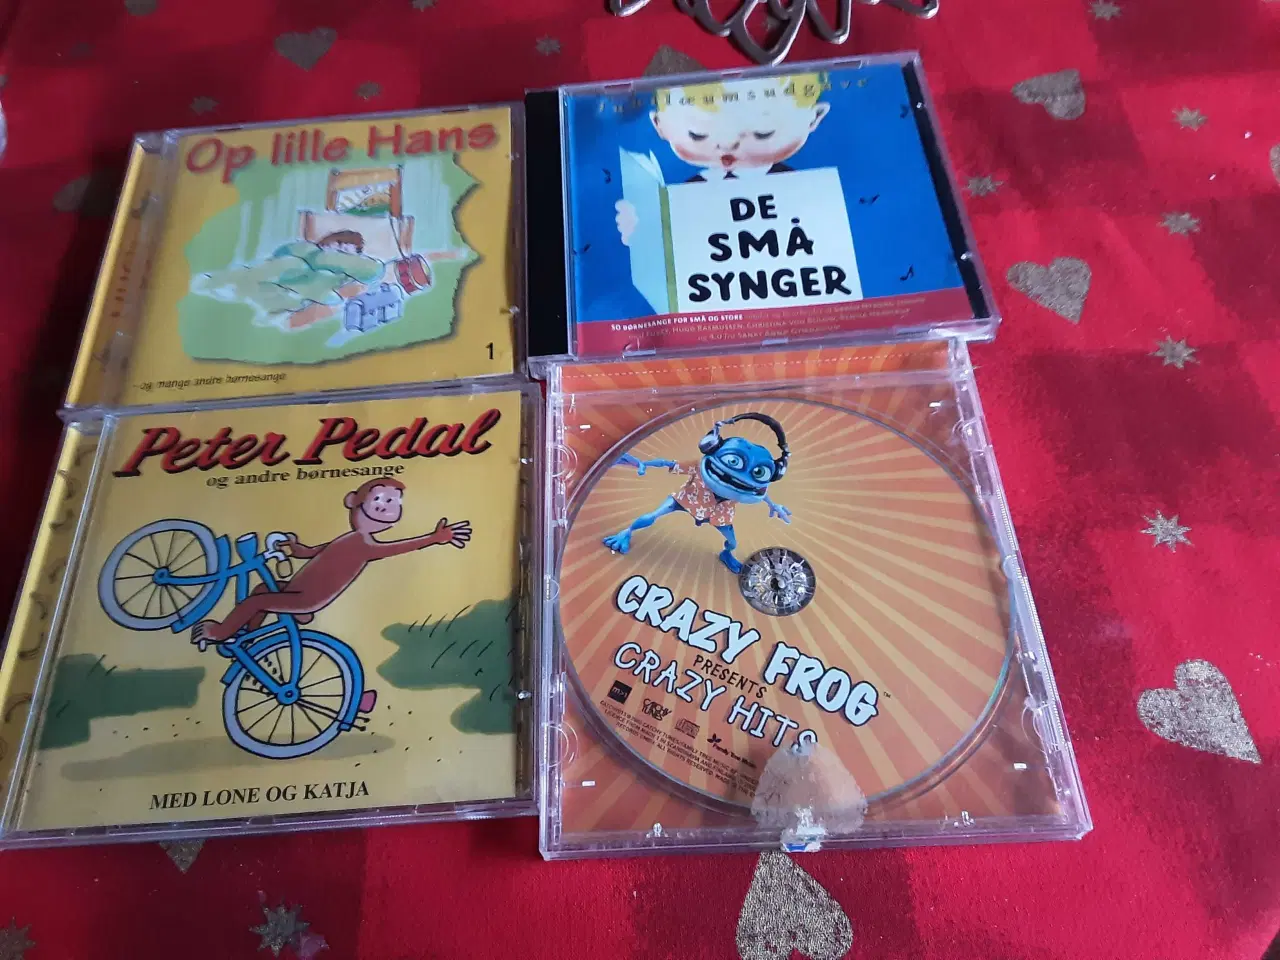 Op lille Hans
1
- og mange andre børnesange
Jubilæumsudgave
DE
SMÅ
SYNGER
50 BØRNESANGE FOR SMÅ OG STORE
Peter Pedal
og andre børnesange
MED LONE OG KATJA
CRAZY FROG
PRESENTS
CRAZY HITS